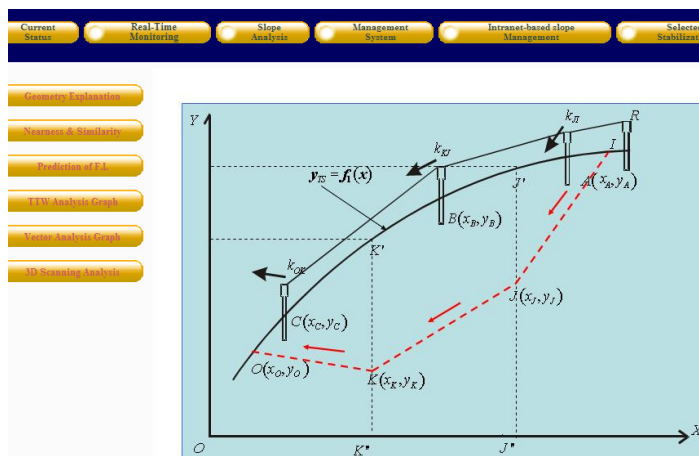 Current
Status
Real-Time
Monitoring
Slope
Analysis
Management
System
Intranet-based slope
Management
Selected
Stabilizat
Geometry Explanation
Nearness & Similarity
Prediction of F.L
TTW Analysis Graph
Vector Analysis Graph
3D Scanning Analysis
Y
R
k_JI
I
k_KJ
y_TS = f_1(x)
J'
A(x_A, y_A)
B(x_B, y_B)
K'
k_OK
J(x_J, y_J)
C(x_C, y_C)
O(x_O, y_O)
K(x_K, y_K)
X
O
K"
J"